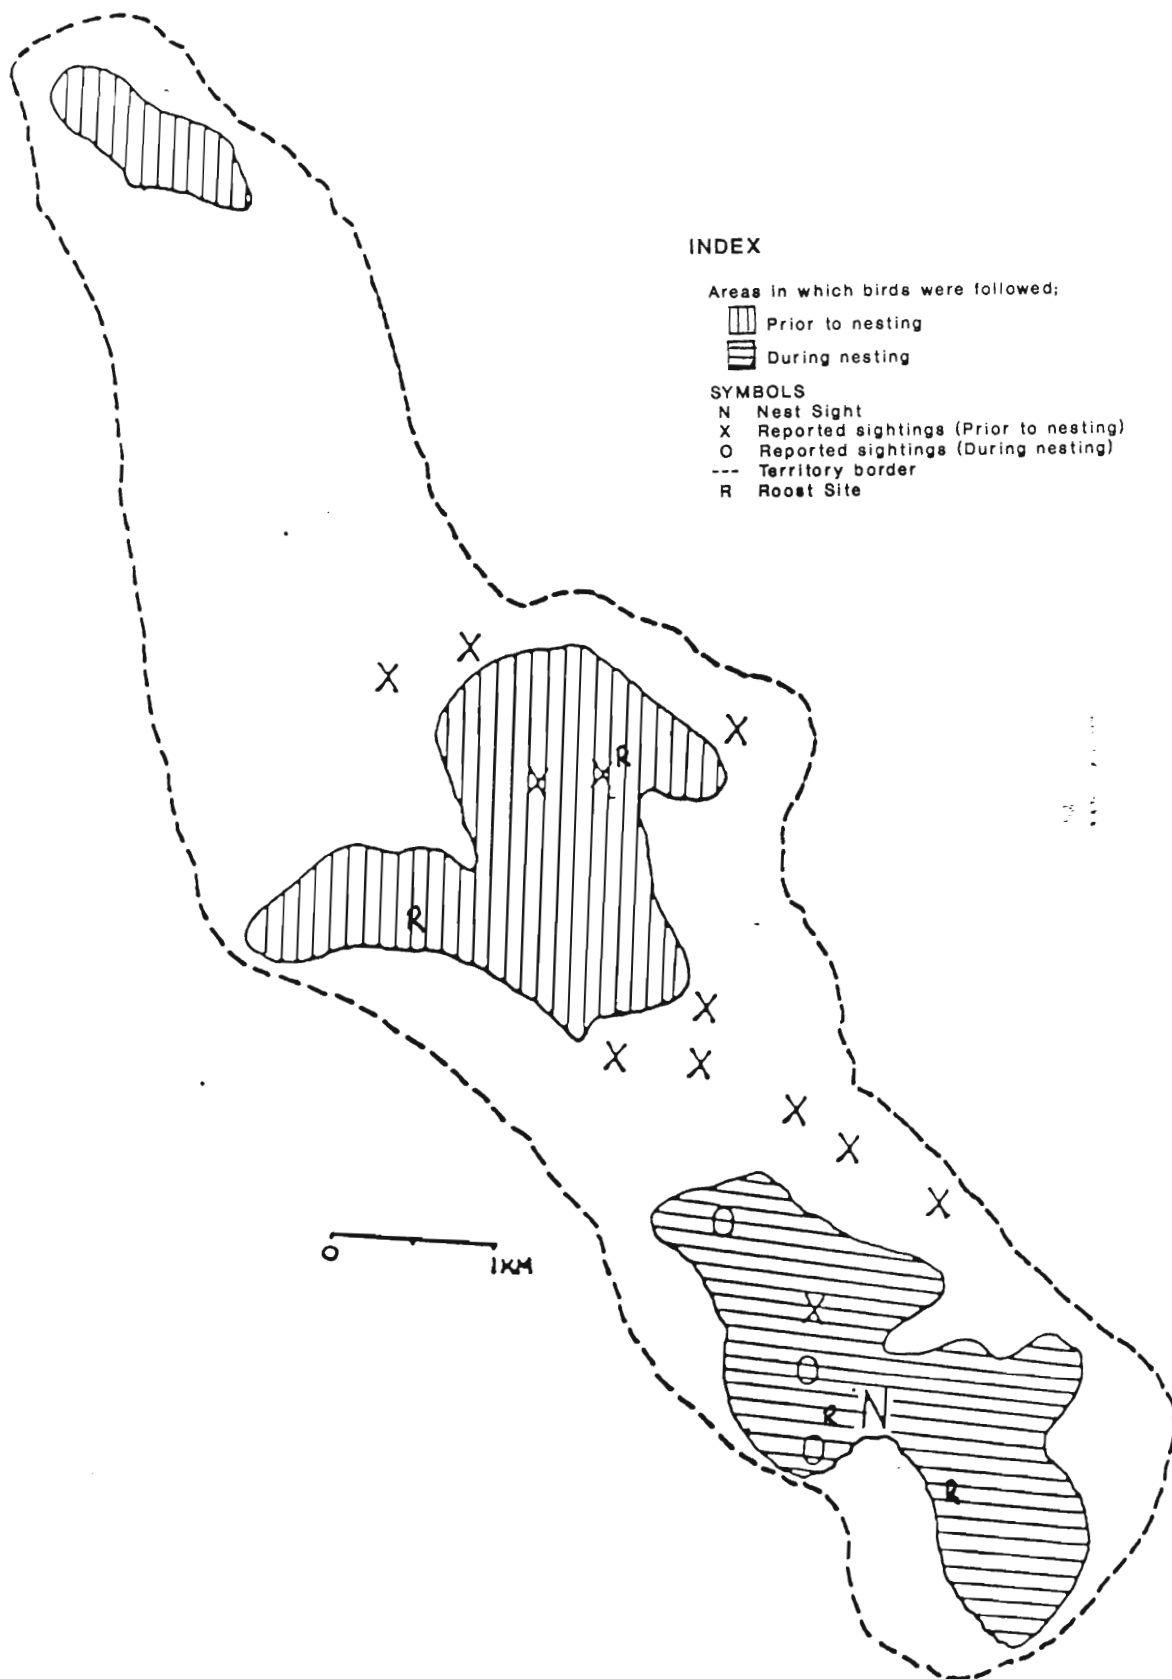 INDEX
Areas in which birds were followed;
Prior to nesting
During nesting
SYMBOLS
N Nest Sight
X Reported sightings (Prior to nesting)
O Reported sightings (During nesting)
--- Territory border
R Roost Site
X
X
X
R
X X
R
X
X X
X
X
X
O
O 1KM
X
O
R N
O
R